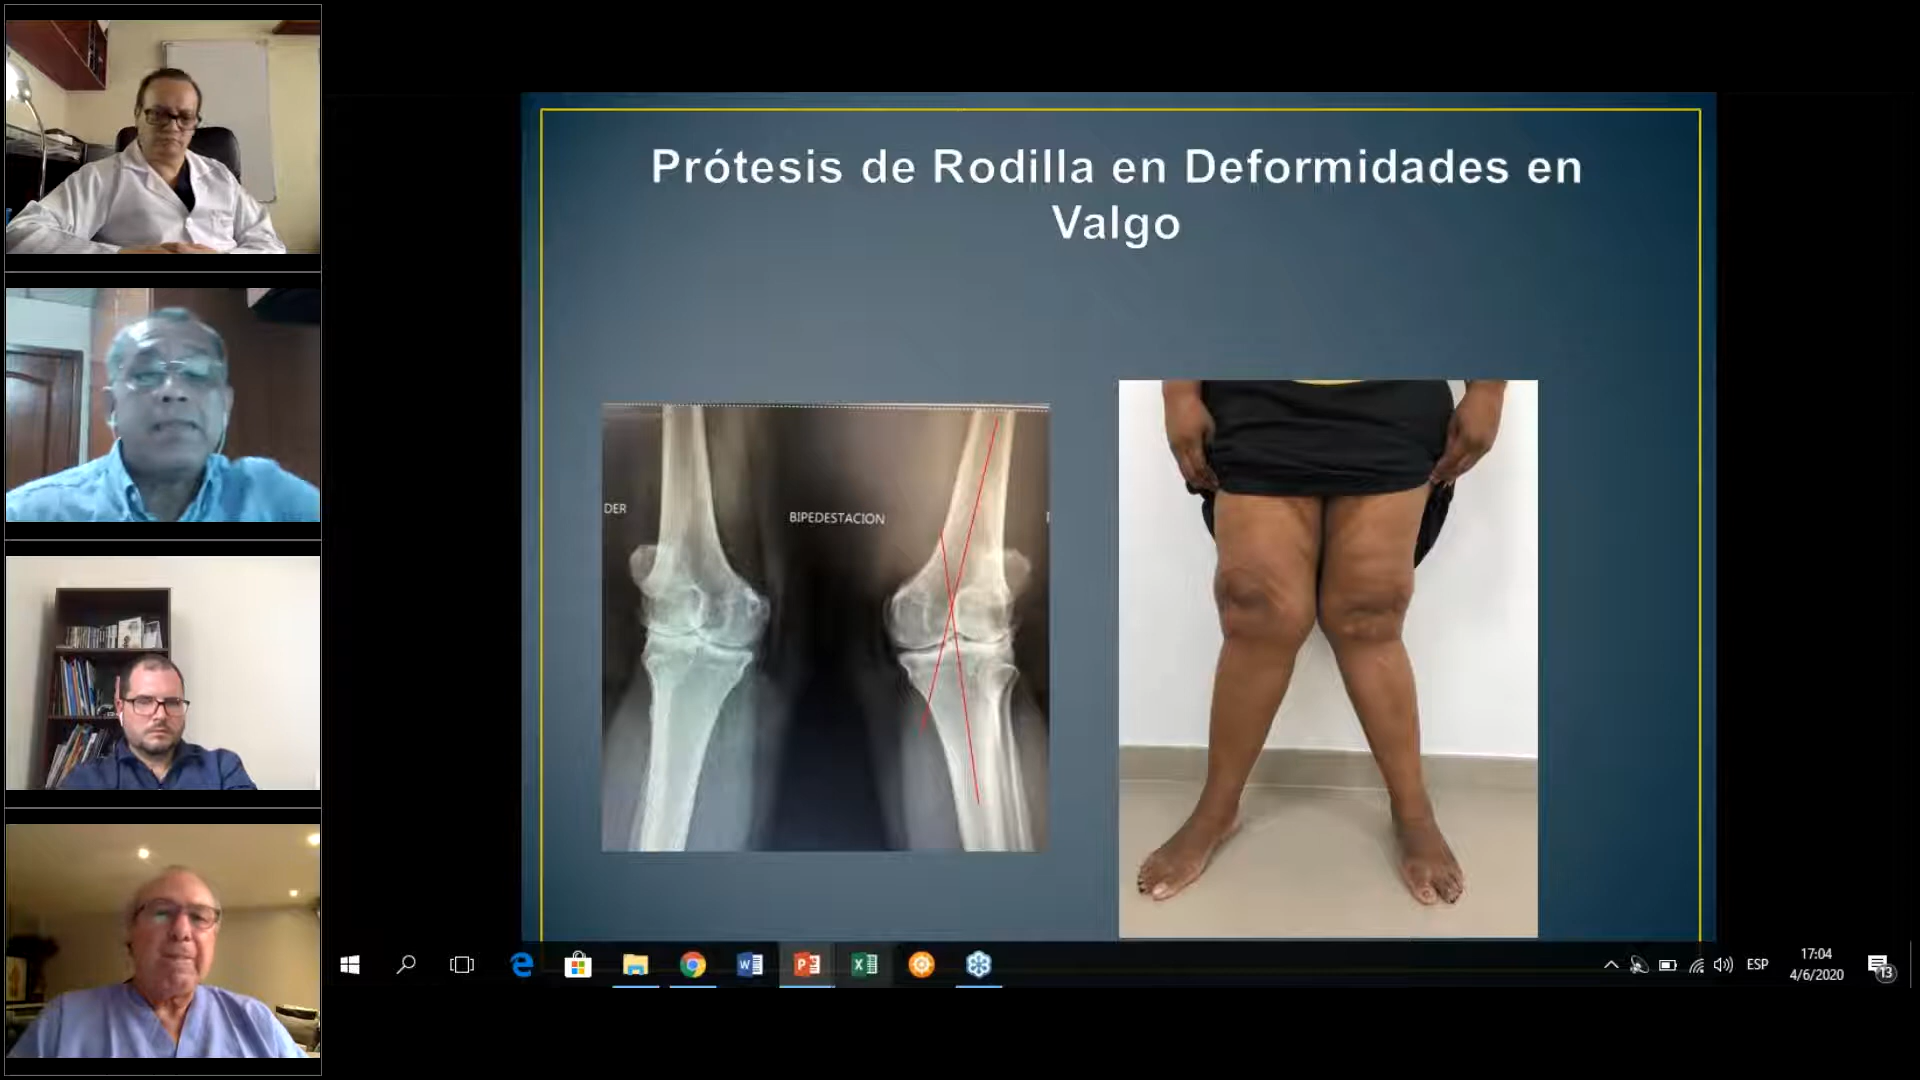 Prótesis de Rodilla en Deformidades en
Valgo
DER
BIPEDESTACION
ESP
17:04
4/6/2020
13